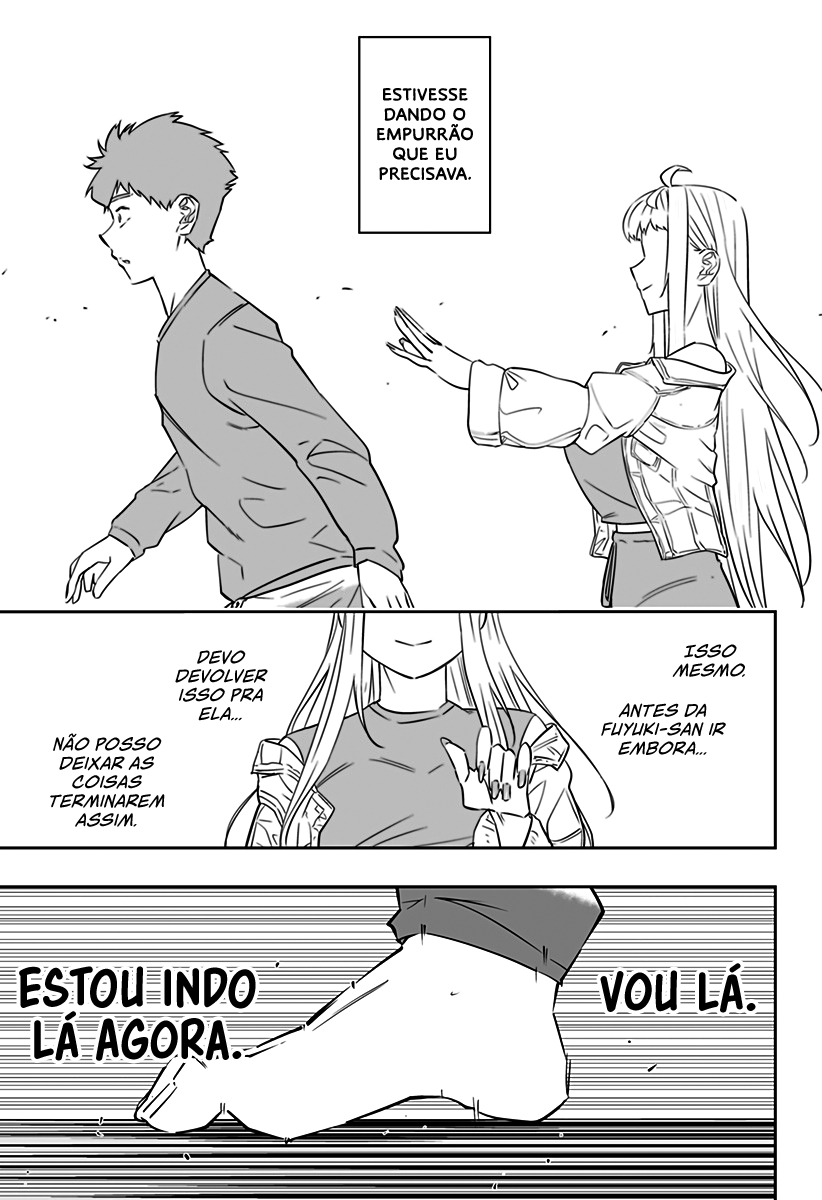 ESTIVESSE
DANDO O
EMPURRÃO
QUE EU
PRECISAVA.
ISSO
MESMO.
ANTES DA
FUYUKI-SAN IR
EMBORA...
DEVO
DEVOLVER
ISSO PRA
ELA...
NÃO POSSO
DEIXAR AS
COISAS
TERMINAREM
ASSIM.
VOU LÁ.
ESTOU INDO
LÁ AGORA.